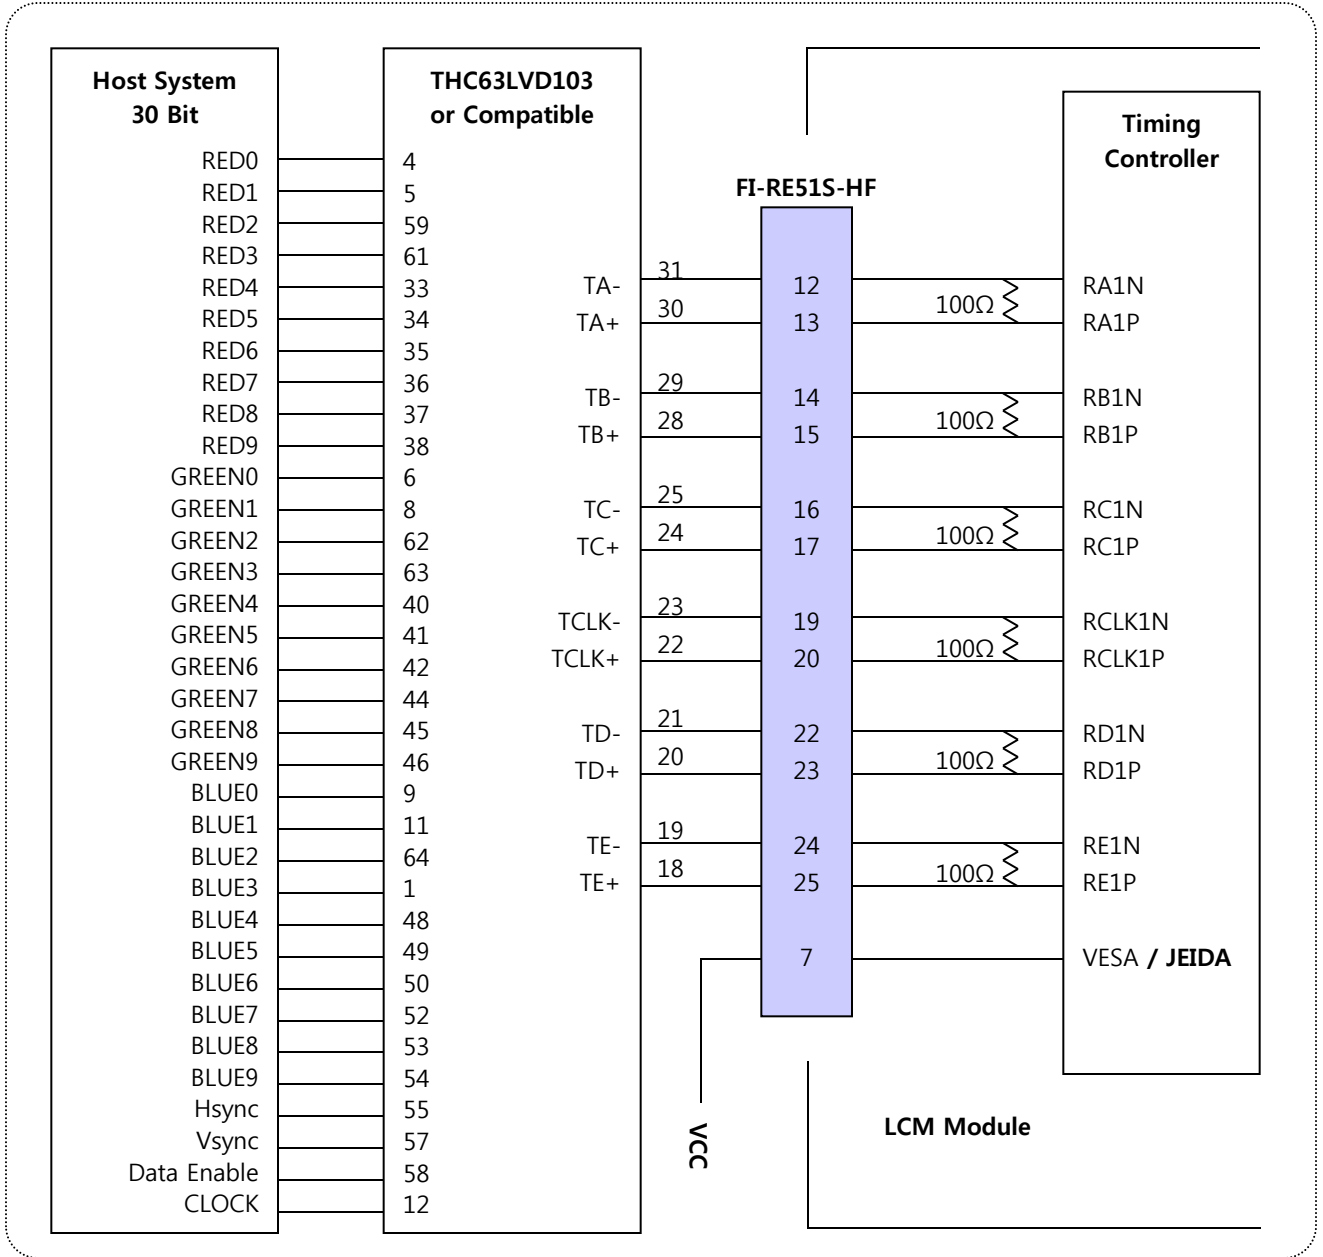 Host System
30 Bit
THC63LVD103
or Compatible
Timing
Controller
FI-RE51S-HF
RED0 4
RED1 5
RED2 59
RED3 61
RED4 33
RED5 34
RED6 35
RED7 36
RED8 37
RED9 38
GREEN0 6
GREEN1 8
GREEN2 62
GREEN3 63
GREEN4 40
GREEN5 41
GREEN6 42
GREEN7 44
GREEN8 45
GREEN9 46
BLUE0 9
BLUE1 11
BLUE2 64
BLUE3 1
BLUE4 48
BLUE5 49
BLUE6 50
BLUE7 52
BLUE8 53
BLUE9 54
Hsync 55
Vsync 57
Data Enable 58
CLOCK 12
TA- 31 12 RA1N
100Ω
TA+ 30 13 RA1P
TB- 29 14 RB1N
100Ω
TB+ 28 15 RB1P
TC- 25 16 RC1N
100Ω
TC+ 24 17 RC1P
TCLK- 23 19 RCLK1N
100Ω
TCLK+ 22 20 RCLK1P
TD- 21 22 RD1N
100Ω
TD+ 20 23 RD1P
TE- 19 24 RE1N
100Ω
TE+ 18 25 RE1P
7 VESA / JEIDA
VCC
LCM Module